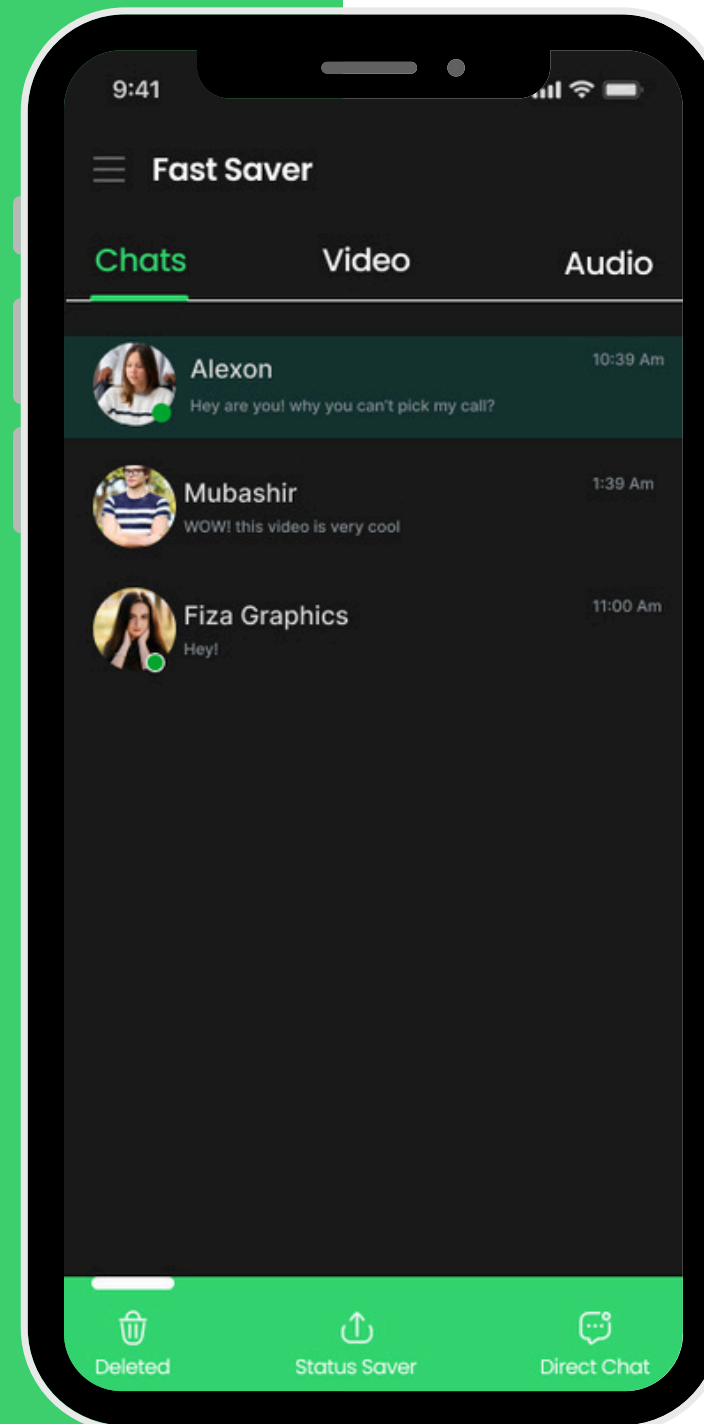 9:41
Fast Saver
Chats Video Audio
Alexon 10:39 Am
Hey are you! why you can't pick my call?
Mubashir 1:39 Am
WOW! this video is very cool
Fiza Graphics 11:00 Am
Hey!
Deleted Status Saver Direct Chat